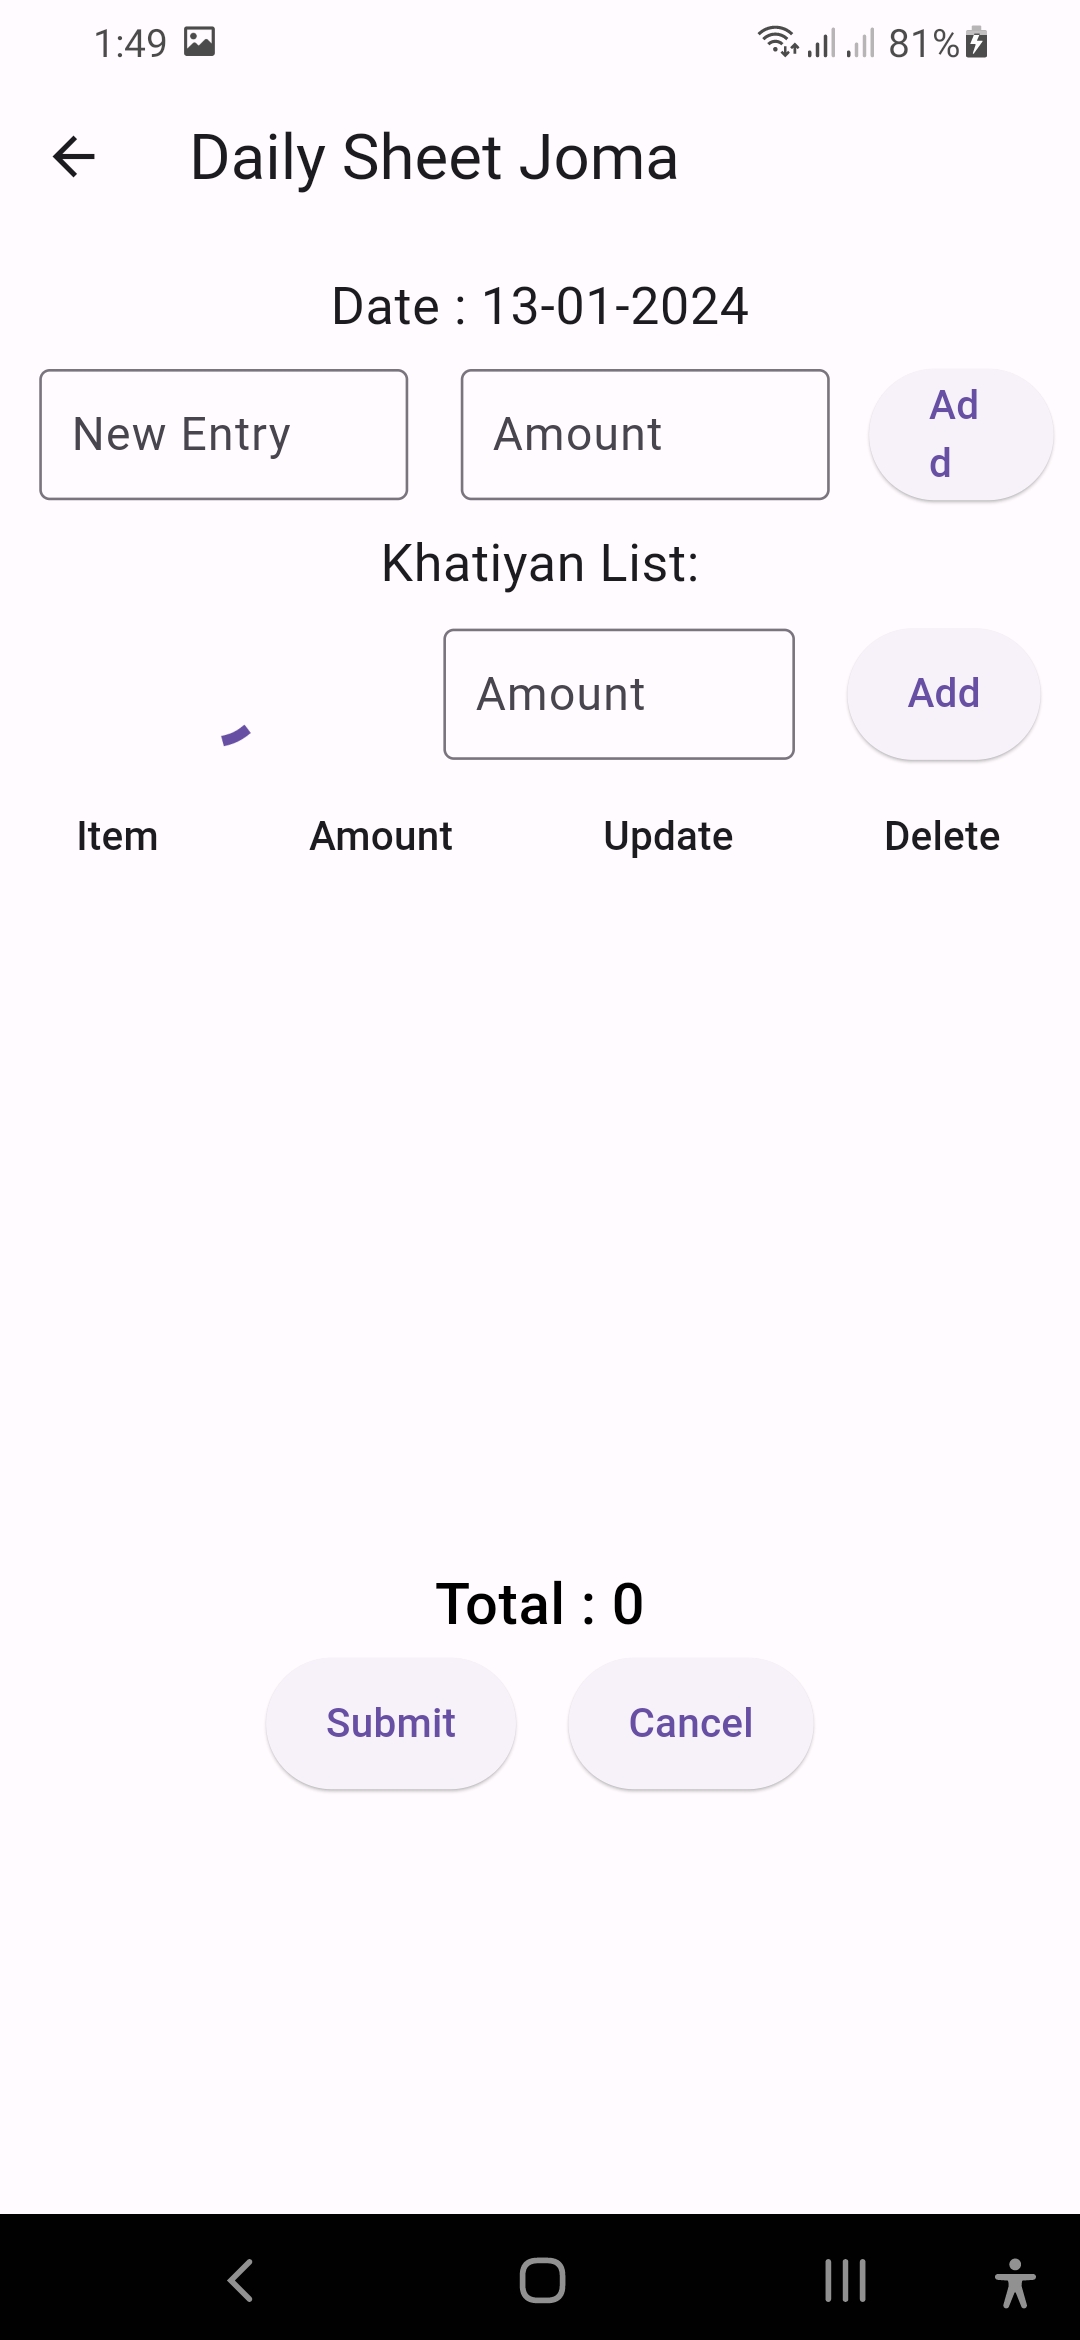 1:49 81%
Daily Sheet Joma
Date : 13-01-2024
New Entry Amount Ad
d
Khatiyan List:
Amount Add
Item Amount Update Delete
Total : 0
Submit Cancel